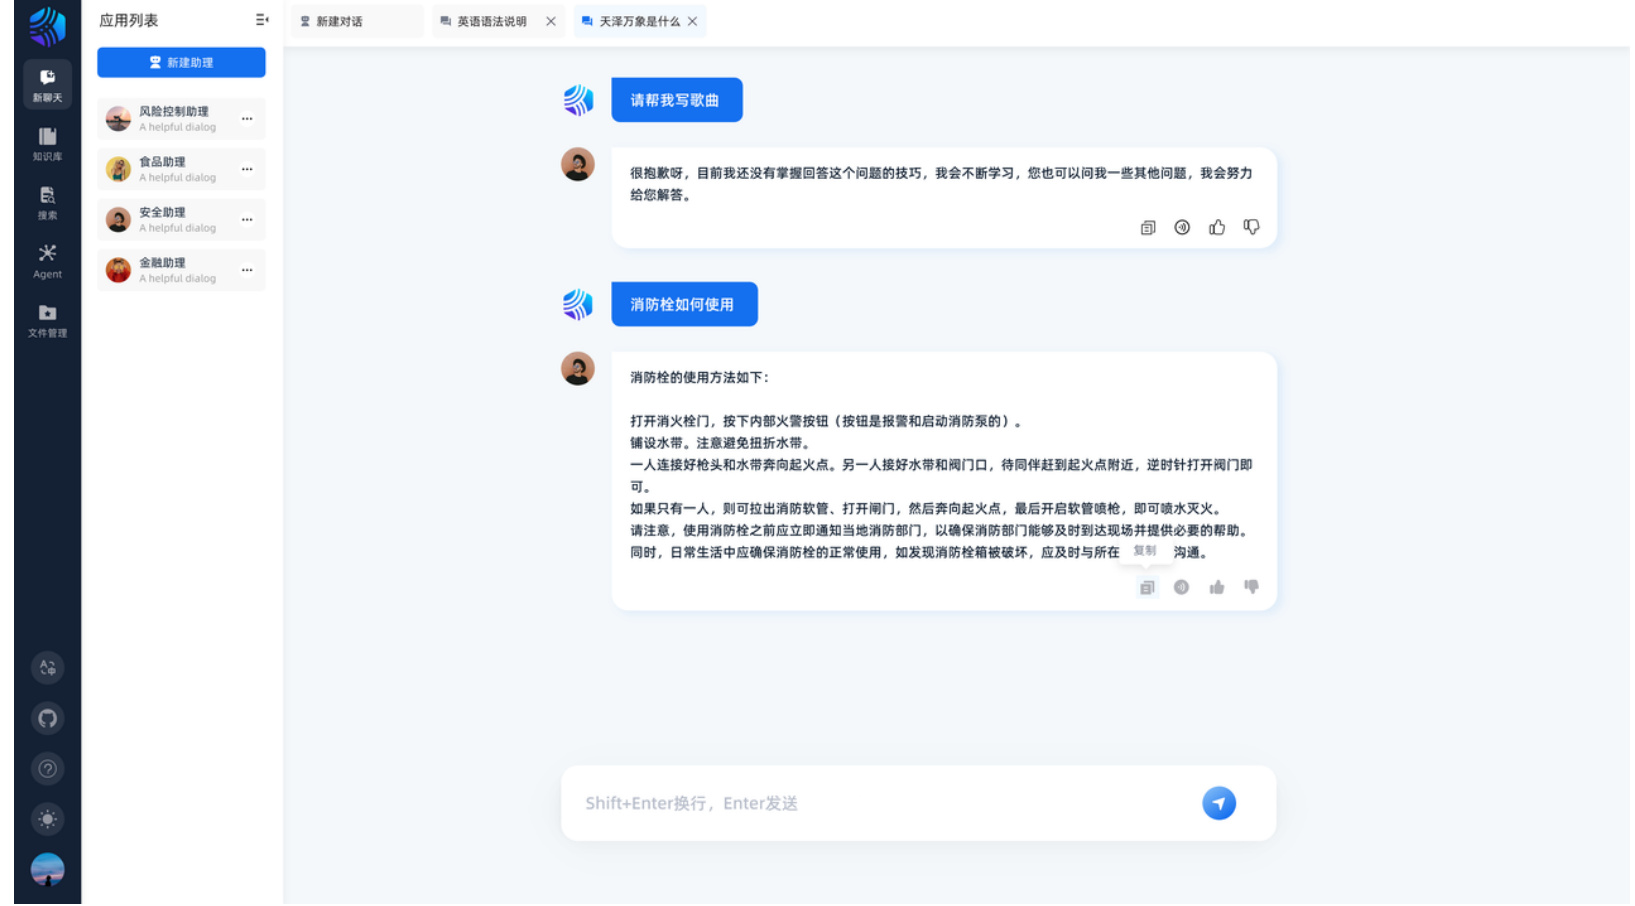 应用列表
新建对话
英语语法说明
天泽万象是什么
新建助理
新聊天
知识库
搜索
Agent
文件管理
风险控制助理
A helpful dialog
食品助理
A helpful dialog
安全助理
A helpful dialog
金融助理
A helpful dialog
请帮我写歌曲
很抱歉呀，目前我还没有掌握回答这个问题的技巧，我会不断学习，您也可以问我一些其他问题，我会努力
给您解答。
消防栓如何使用
消防栓的使用方法如下：
打开消火栓门，按下内部火警按钮（按钮是报警和启动消防泵的）。
铺设水带。注意避免扭折水带。
一人连接好枪头和水带奔向起火点。另一人接好水带和阀门口，待同伴赶到起火点附近，逆时针打开阀门即
可。
如果只有一人，则可拉出消防软管、打开闸门，然后奔向起火点，最后开启软管喷枪，即可喷水灭火。
请注意，使用消防栓之前应立即通知当地消防部门，以确保消防部门能够及时到达现场并提供必要的帮助。
同时，日常生活中应确保消防栓的正常使用，如发现消防栓箱被破坏，应及时与所在
复制
沟通。
Shift+Enter换行，Enter发送